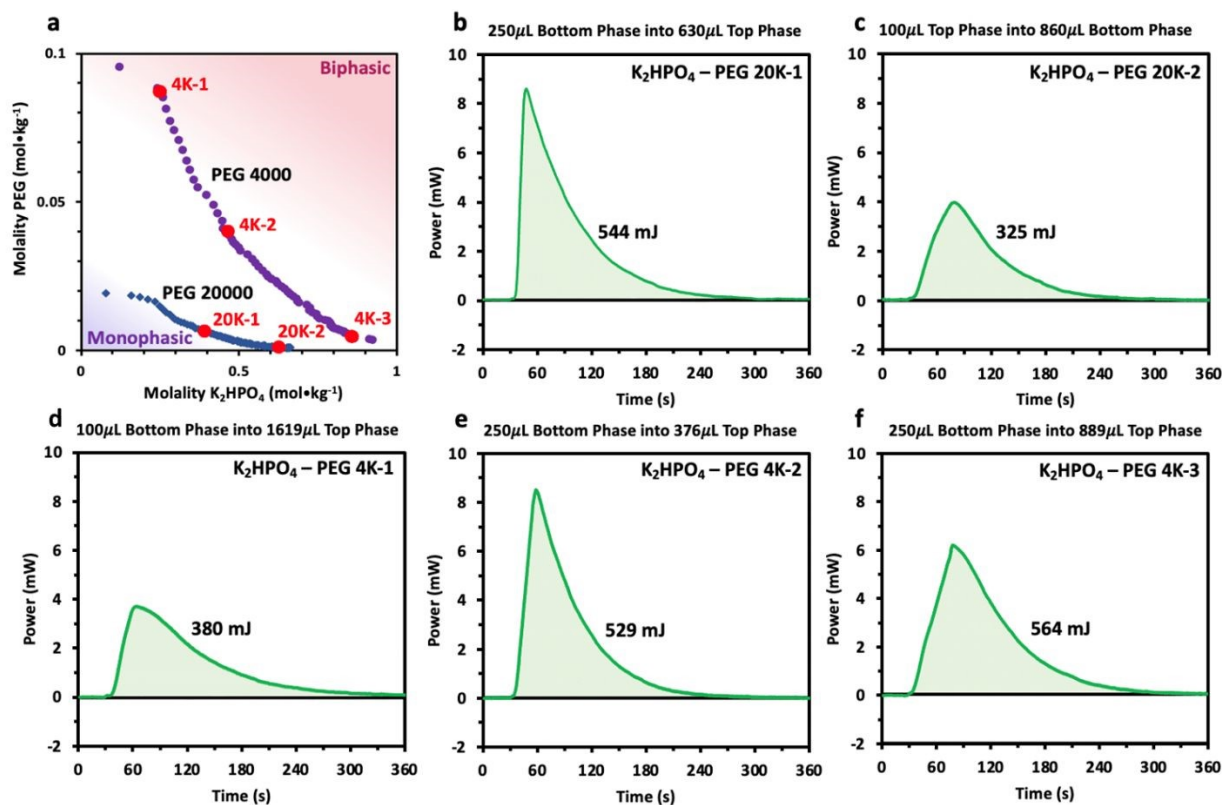 a
Molality PEG (mol•kg⁻¹)
0.1
0.05
0
Biphasic
4K-1
PEG 4000
4K-2
PEG 20000
20K-1
20K-2
4K-3
Monophasic
0
0.5
1
Molality K₂HPO₄ (mol•kg⁻¹)
b
250µL Bottom Phase into 630µL Top Phase
K₂HPO₄ – PEG 20K-1
Power (mW)
10
8
6
4
2
0
-2
544 mJ
0 60 120 180 240 300 360
Time (s)
c
100µL Top Phase into 860µL Bottom Phase
K₂HPO₄ – PEG 20K-2
Power (mW)
10
8
6
4
2
0
-2
325 mJ
0 60 120 180 240 300 360
Time (s)
d
100µL Bottom Phase into 1619µL Top Phase
K₂HPO₄ – PEG 4K-1
Power (mW)
10
8
6
4
2
0
-2
380 mJ
0 60 120 180 240 300 360
Time (s)
e
250µL Bottom Phase into 376µL Top Phase
K₂HPO₄ – PEG 4K-2
Power (mW)
10
8
6
4
2
0
-2
529 mJ
0 60 120 180 240 300 360
Time (s)
f
250µL Bottom Phase into 889µL Top Phase
K₂HPO₄ – PEG 4K-3
Power (mW)
10
8
6
4
2
0
-2
564 mJ
0 60 120 180 240 300 360
Time (s)